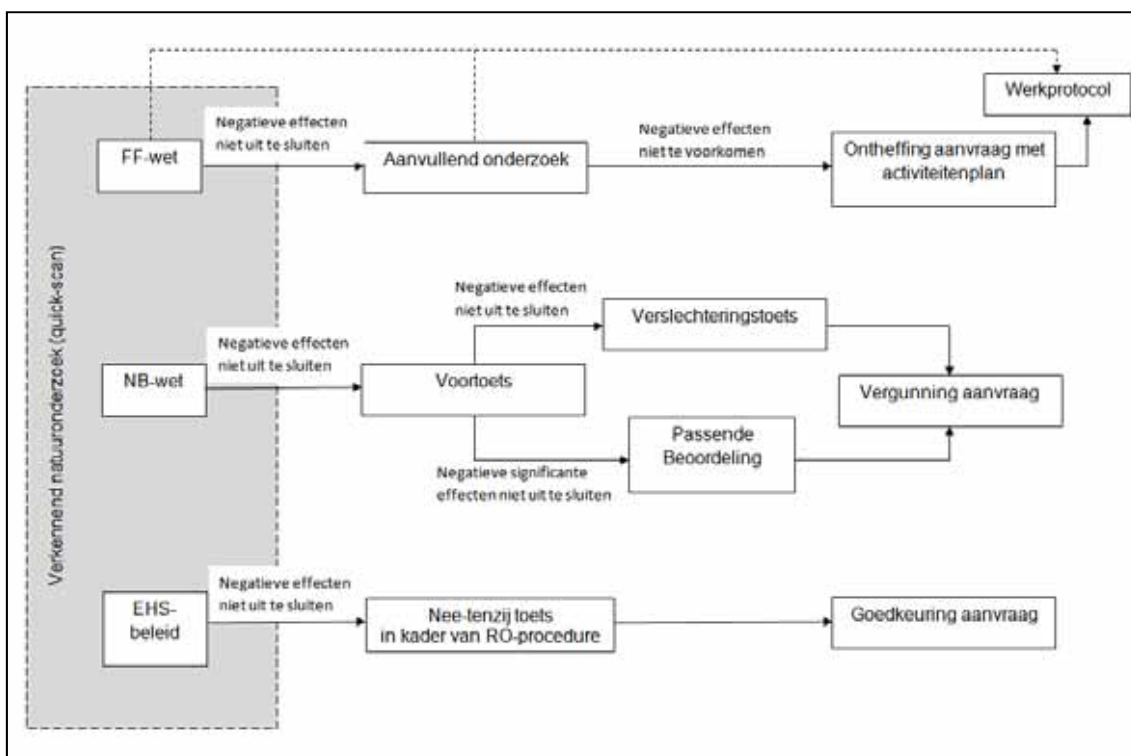 Verkennend natuuronderzoek (quick-scan)
Werkprotocol
FF-wet
Negatieve effecten
niet uit te sluiten
Aanvullend onderzoek
Negatieve effecten
niet te voorkomen
Ontheffing aanvraag met
activiteitenplan
NB-wet
Negatieve effecten
niet uit te sluiten
Voortoets
Negatieve effecten
niet uit te sluiten
Verslechteringstoets
Negatieve significante
effecten niet uit te sluiten
Passende
Beoordeling
Vergunning aanvraag
EHS-
beleid
Negatieve effecten
niet uit te sluiten
Nee-tenzij toets
in kader van RO-procedure
Goedkeuring aanvraag